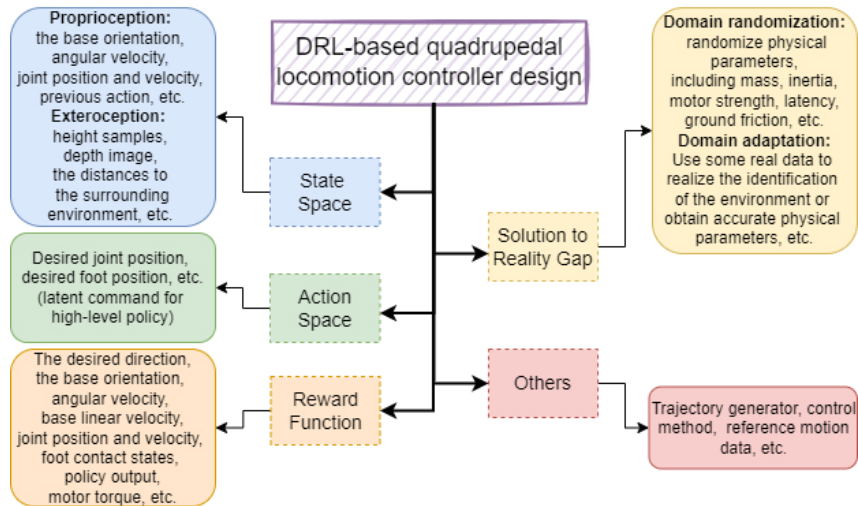 DRL-based quadrupedal
locomotion controller design
Proprioception:
the base orientation,
angular velocity,
joint position and velocity,
previous action, etc.
Exteroception:
height samples,
depth image,
the distances to
the surrounding
environment, etc.
State
Space
Desired joint position,
desired foot position, etc.
(latent command for
high-level policy)
Action
Space
The desired direction,
the base orientation,
angular velocity,
base linear velocity,
joint position and velocity,
foot contact states,
policy output,
motor torque, etc.
Reward
Function
Domain randomization:
randomize physical
parameters,
including mass, inertia,
motor strength, latency,
ground friction, etc.
Domain adaptation:
Use some real data to
realize the identification
of the environment or
obtain accurate physical
parameters, etc.
Solution to
Reality Gap
Others
Trajectory generator, control
method, reference motion
data, etc.